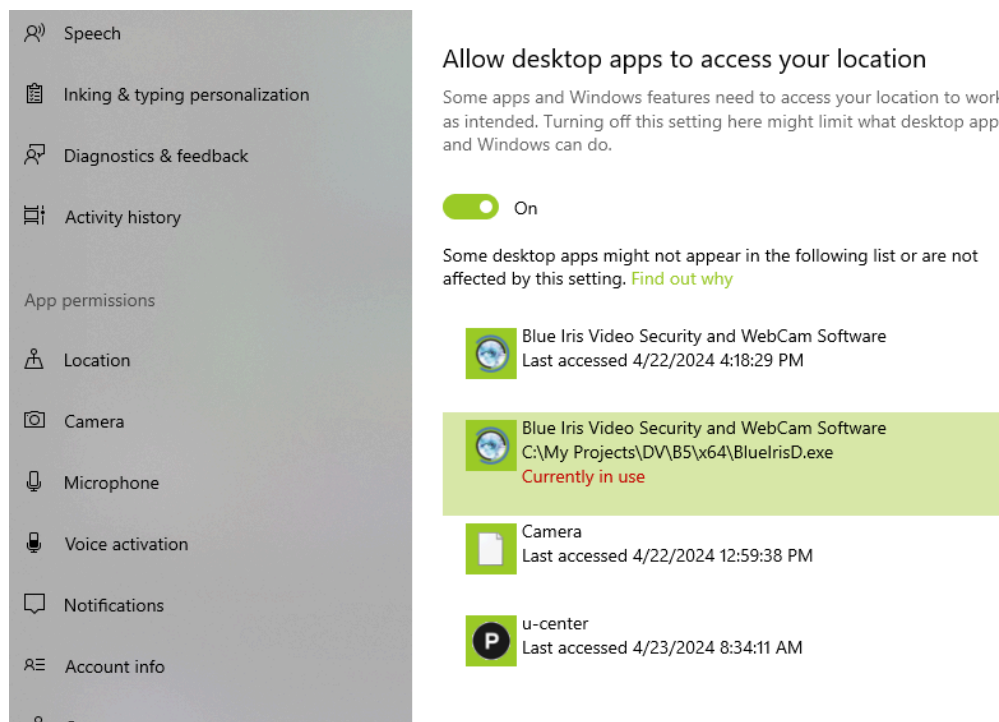 Speech
Inking & typing personalization
Diagnostics & feedback
Activity history
App permissions
Location
Camera
Microphone
Voice activation
Notifications
Account info
Allow desktop apps to access your location
Some apps and Windows features need to access your location to work
as intended. Turning off this setting here might limit what desktop app
and Windows can do.
On
Some desktop apps might not appear in the following list or are not
affected by this setting. Find out why
Blue Iris Video Security and WebCam Software
Last accessed 4/22/2024 4:18:29 PM
Blue Iris Video Security and WebCam Software
C:\My Projects\DV\B5\x64\BlueIrisD.exe
Currently in use
Camera
Last accessed 4/22/2024 12:59:38 PM
P
u-center
Last accessed 4/23/2024 8:34:11 AM